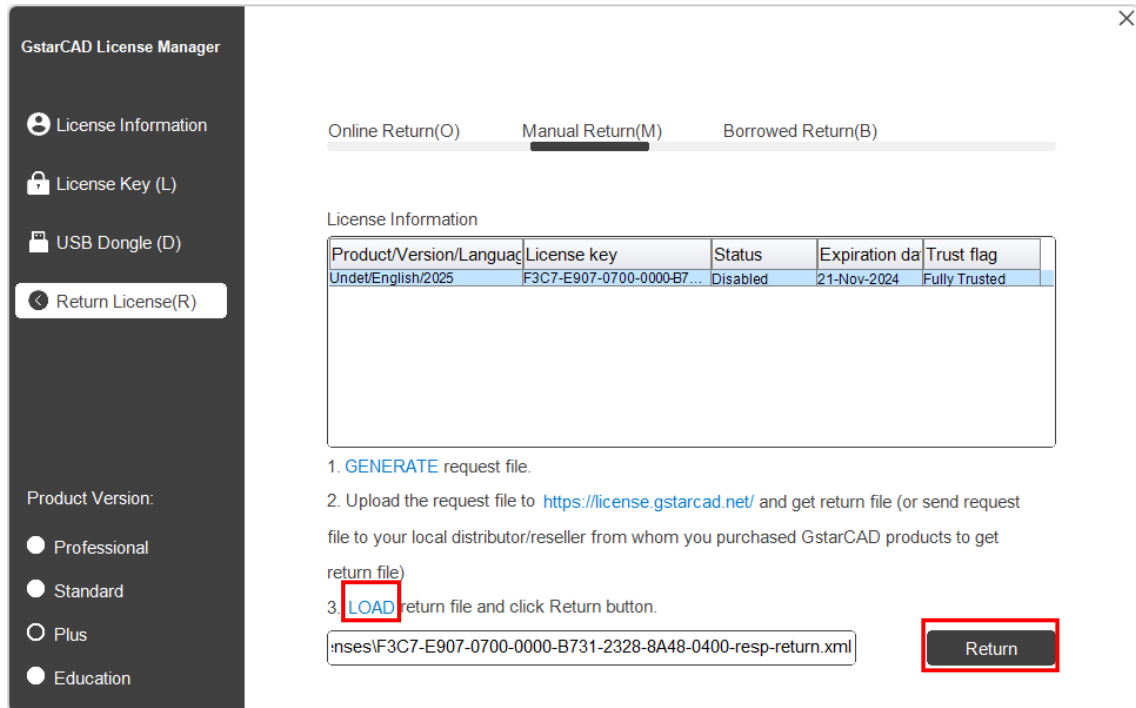 GstarCAD License Manager
License Information
License Key (L)
USB Dongle (D)
Return License(R)
Product Version:
Professional
Standard
Plus
Education
Online Return(O) Manual Return(M) Borrowed Return(B)
License Information
Product/Version/Languag License key Status Expiration da Trust flag
Undet/English/2025 F3C7-E907-0700-0000-B7... Disabled 21-Nov-2024 Fully Trusted
1. GENERATE request file.
2. Upload the request file to https://license.gstarcad.net/ and get return file (or send request
file to your local distributor/reseller from whom you purchased GstarCAD products to get
return file)
3. LOAD return file and click Return button.
:nses\F3C7-E907-0700-0000-B731-2328-8A48-0400-resp-return.xml
Return